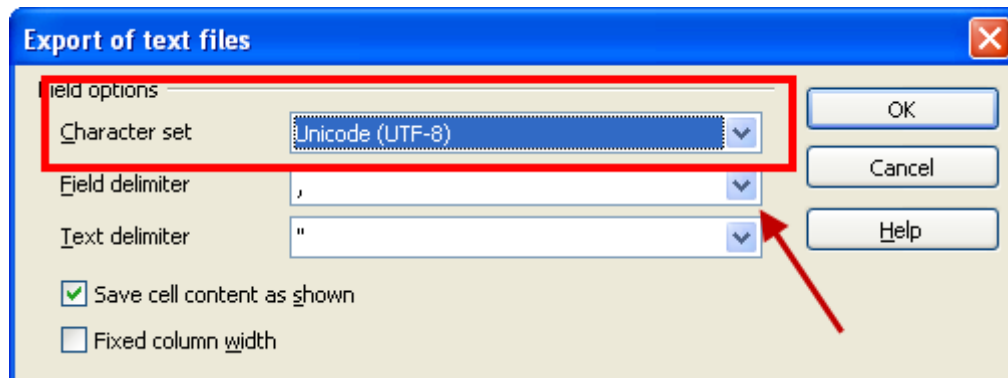 Export of text files
Field options
OK
Character set
Unicode (UTF-8)
Cancel
Field delimiter
,
Text delimiter
"
Help
Save cell content as shown
Fixed column width